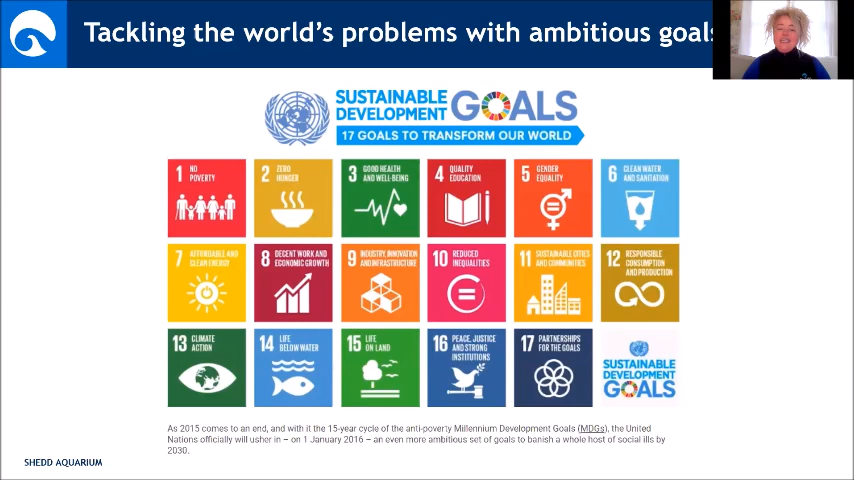 Tackling the world's problems with ambitious goals
SUSTAINABLE
DEVELOPMENT
GOALS
17 GOALS TO TRANSFORM OUR WORLD
1 NO
POVERTY
2 ZERO
HUNGER
3 GOOD HEALTH
AND WELL-BEING
4 QUALITY
EDUCATION
5 GENDER
EQUALITY
6 CLEAN WATER
AND SANITATION
7 AFFORDABLE AND
CLEAN ENERGY
8 DECENT WORK AND
ECONOMIC GROWTH
9 INDUSTRY, INNOVATION
AND INFRASTRUCTURE
10 REDUCED
INEQUALITIES
11 SUSTAINABLE CITIES
AND COMMUNITIES
12 RESPONSIBLE
CONSUMPTION
AND PRODUCTION
13 CLIMATE
ACTION
14 LIFE
BELOW WATER
15 LIFE
ON LAND
16 PEACE, JUSTICE
AND STRONG
INSTITUTIONS
17 PARTNERSHIPS
FOR THE GOALS
SUSTAINABLE
DEVELOPMENT
GOALS
As 2015 comes to an end, and with it the 15-year cycle of the anti-poverty Millennium Development Goals (MDGs), the United
Nations officially will usher in – on 1 January 2016 – an even more ambitious set of goals to banish a whole host of social ills by
2030.
SHEDD AQUARIUM